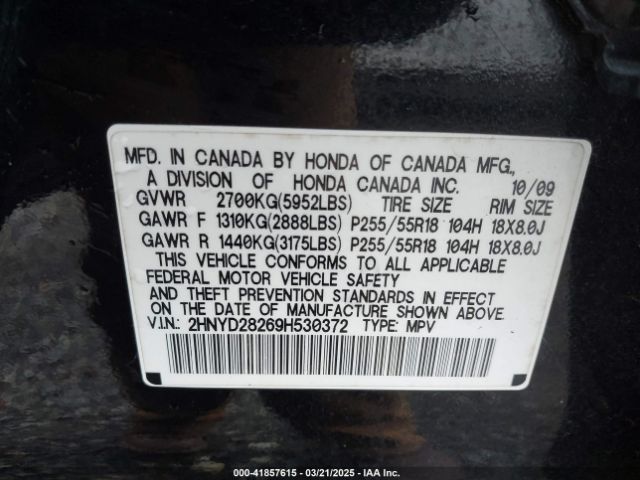 MFD. IN CANADA BY HONDA OF CANADA MFG.,
A DIVISION OF HONDA CANADA INC. 10/09
GVWR 2700KG(5952LBS) TIRE SIZE RIM SIZE
GAWR F 1310KG(2888LBS) P255/55R18 104H 18X8.0J
GAWR R 1440KG(3175LBS) P255/55R18 104H 18X8.0J
THIS VEHICLE CONFORMS TO ALL APPLICABLE
FEDERAL MOTOR VEHICLE SAFETY
AND THEFT PREVENTION STANDARDS IN EFFECT
ON THE DATE OF MANUFACTURE SHOWN ABOVE.
V.I.N.: 2HNYD28269H530372 TYPE: MPV
000-41857615 - 03/21/2025 - IAA Inc.